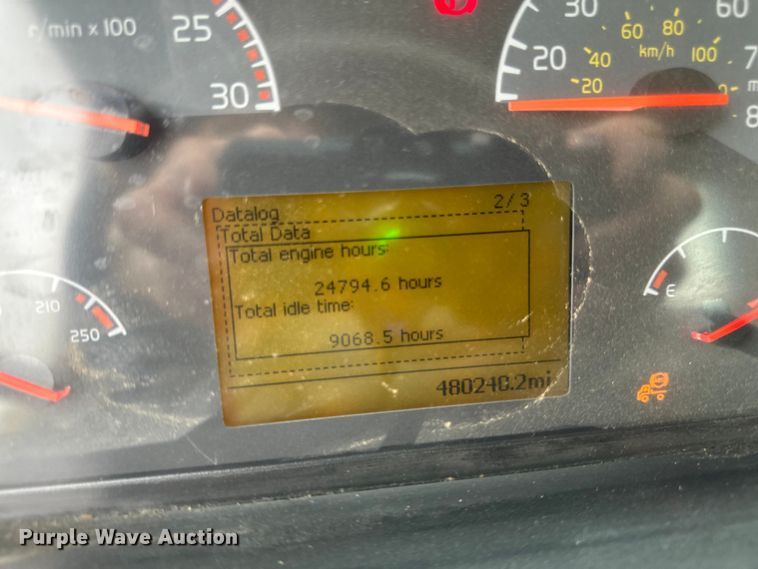 r/min x 100
25
30
30
60
20
60
80
km/h
100
40
20
Datalog 2/3
Total Data
Total engine hours:
24794.6 hours
Total idle time:
9068.5 hours
480240.2mi
210
250
E
Purple Wave Auction